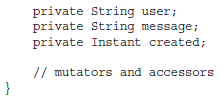 private String user;
private String message;
private Instant created;
// mutators and accessors
}